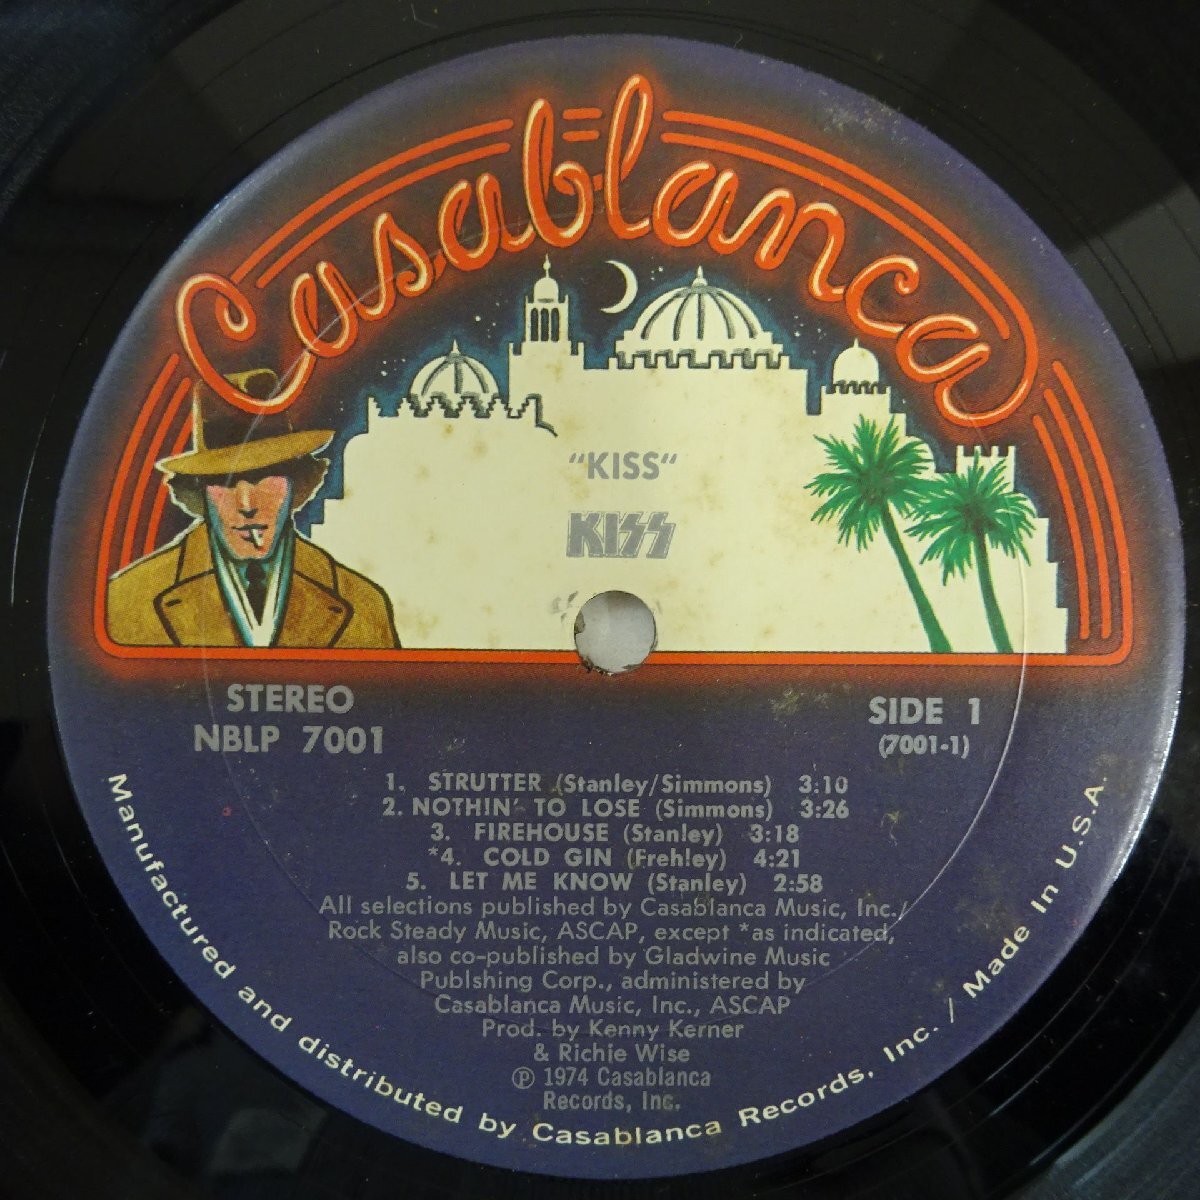 Casablanca
"KISS"
KISS
STEREO
NBLP 7001
SIDE 1
(7001-1)
1. STRUTTER (Stanley/Simmons) 3:10
2. NOTHIN' TO LOSE (Simmons) 3:26
3. FIREHOUSE (Stanley) 3:18
*4. COLD GIN (Frehley) 4:21
5. LET ME KNOW (Stanley) 2:58
All selections published by Casablanca Music, Inc./
Rock Steady Music, ASCAP, except *as indicated,
also co-published by Gladwine Music
Publshing Corp., administered by
Casablanca Music, Inc., ASCAP
Prod. by Kenny Kerner
& Richie Wise
℗ 1974 Casablanca
Records, Inc.
Manufactured and distributed by Casablanca Records, Inc. / Made In U.S.A.